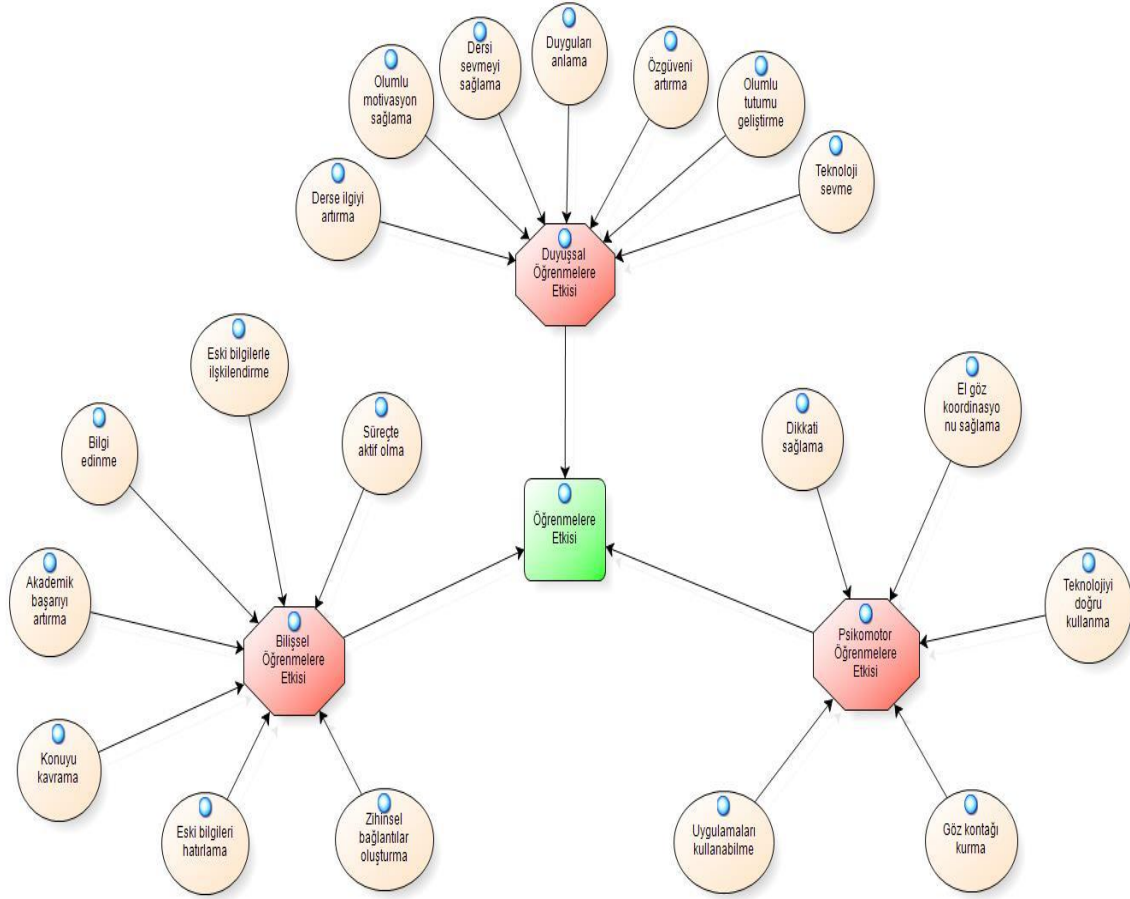 Duyguları
anlama
Dersi
sevmeyi
sağlama
Özgüveni
artırma
Olumlu
motivasyon
sağlama
Olumlu
tutumu
geliştirme
Teknoloji
sevme
Derse ilgiyi
artırma
Duyuşsal
Öğrenmelere
Etkisi
Eski bilgilerle
ilşkilendirme
El göz
koordinasyo
nu sağlama
Süreçte
aktif olma
Dikkati
sağlama
Bilgi
edinme
Öğrenmelere
Etkisi
Akademik
başarıyı
artırma
Teknolojiyi
doğru
kullanma
Bilişsel
Öğrenmelere
Etkisi
Psikomotor
Öğrenmelere
Etkisi
Konuyu
kavrama
Eski bilgileri
hatırlama
Zihinsel
bağlantılar
oluşturma
Uygulamaları
kullanabilme
Göz kontağı
kurma